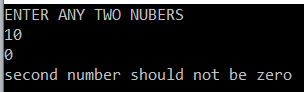 ENTER ANY TWO NUBERS
10
0
second number should not be zero